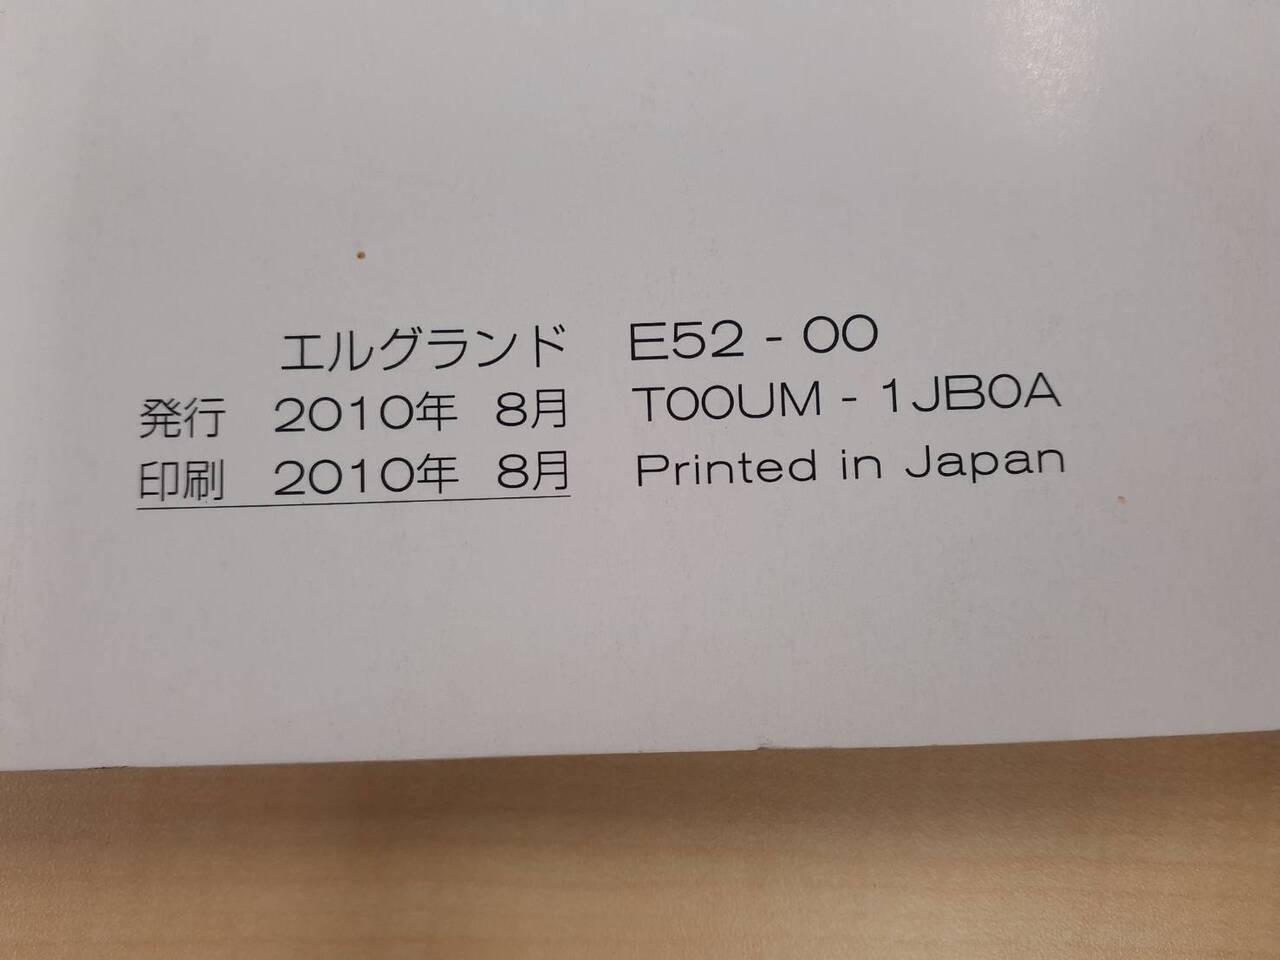 エルグランド E52 - 00
発行 2010年 8月 T00UM - 1JB0A
印刷 2010年 8月 Printed in Japan